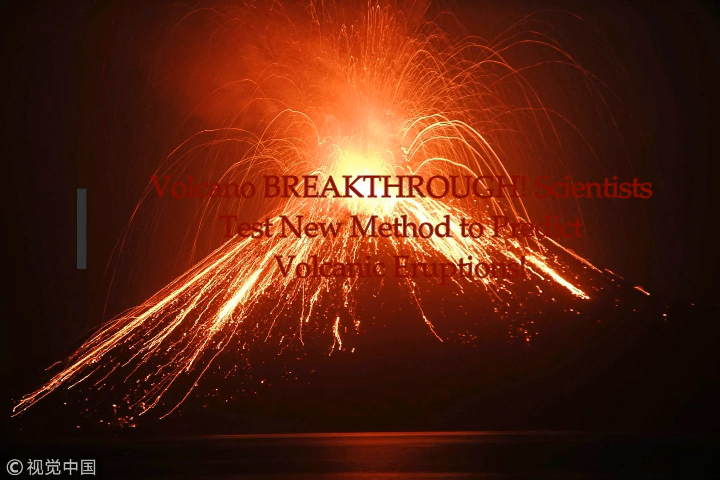 Volcano BREAKTHROUGH! Scientists
Test New Method to Predict
Volcanic Eruptions!
©视觉中国